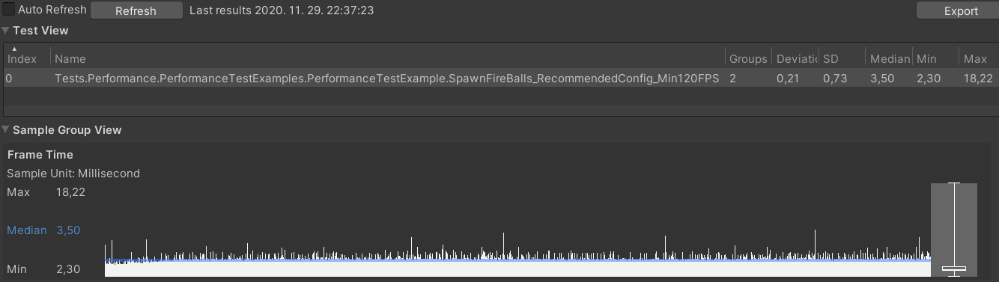 Auto Refresh Refresh Last results 2020. 11. 29. 22:37:23 Export
Test View
Index Name Groups Deviatic SD Median Min Max
0 Tests.Performance.PerformanceTestExamples.PerformanceTestExample.SpawnFireBalls_RecommendedConfig_Min120FPS 2 0,21 0,73 3,50 2,30 18,22
Sample Group View
Frame Time
Sample Unit: Millisecond
Max 18,22
Median 3,50
Min 2,30